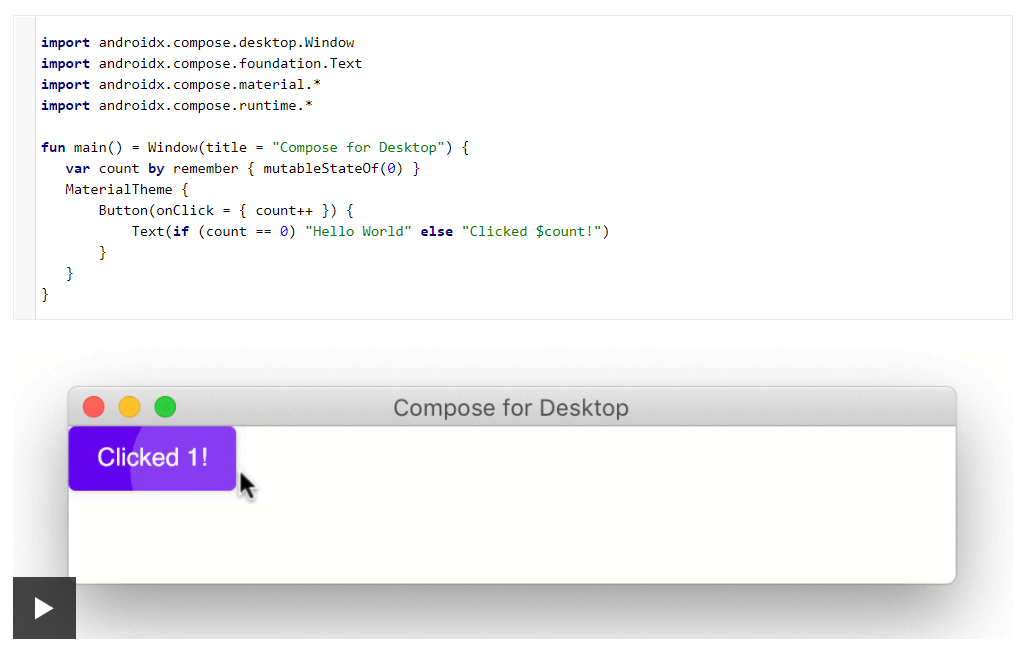 import androidx.compose.desktop.Window
import androidx.compose.foundation.Text
import androidx.compose.material.*
import androidx.compose.runtime.*

fun main() = Window(title = "Compose for Desktop") {
   var count by remember { mutableStateOf(0) }
   MaterialTheme {
       Button(onClick = { count++ }) {
           Text(if (count == 0) "Hello World" else "Clicked $count!")
       }
   }
}
Compose for Desktop
Clicked 1!